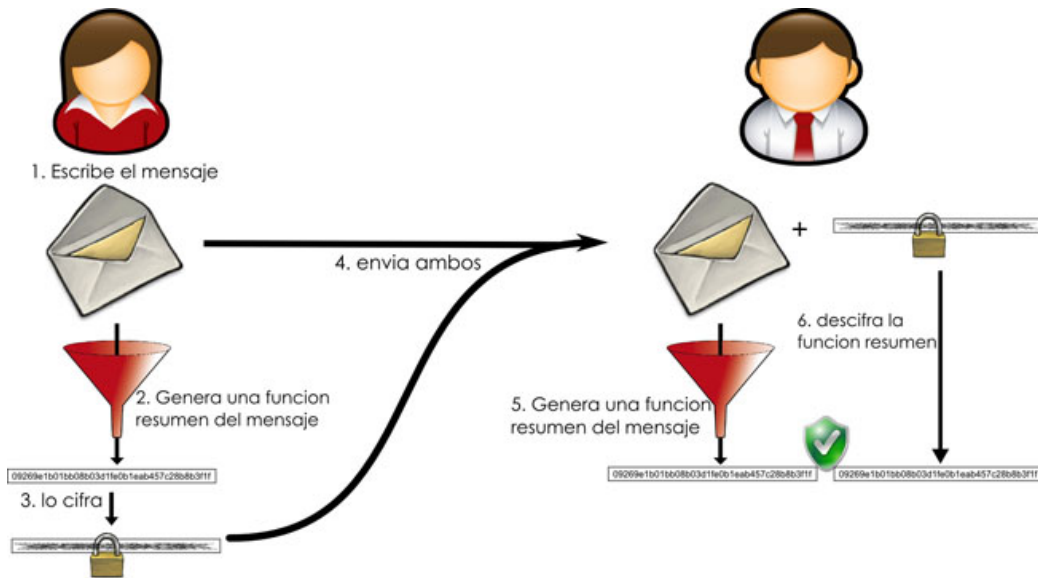 1. Escribe el mensaje
4. envia ambos
2. Genera una funcion
resumen del mensaje
09269e1b01bb08b03d1fe0b1eab457c28b8b3f1f
3. lo cifra
+
6. descifra la
funcion resumen
5. Genera una funcion
resumen del mensaje
09269e1b01bb08b03d1fe0b1eab457c28b8b3f1f
09269e1b01bb08b03d1fe0b1eab457c28b8b3f1f